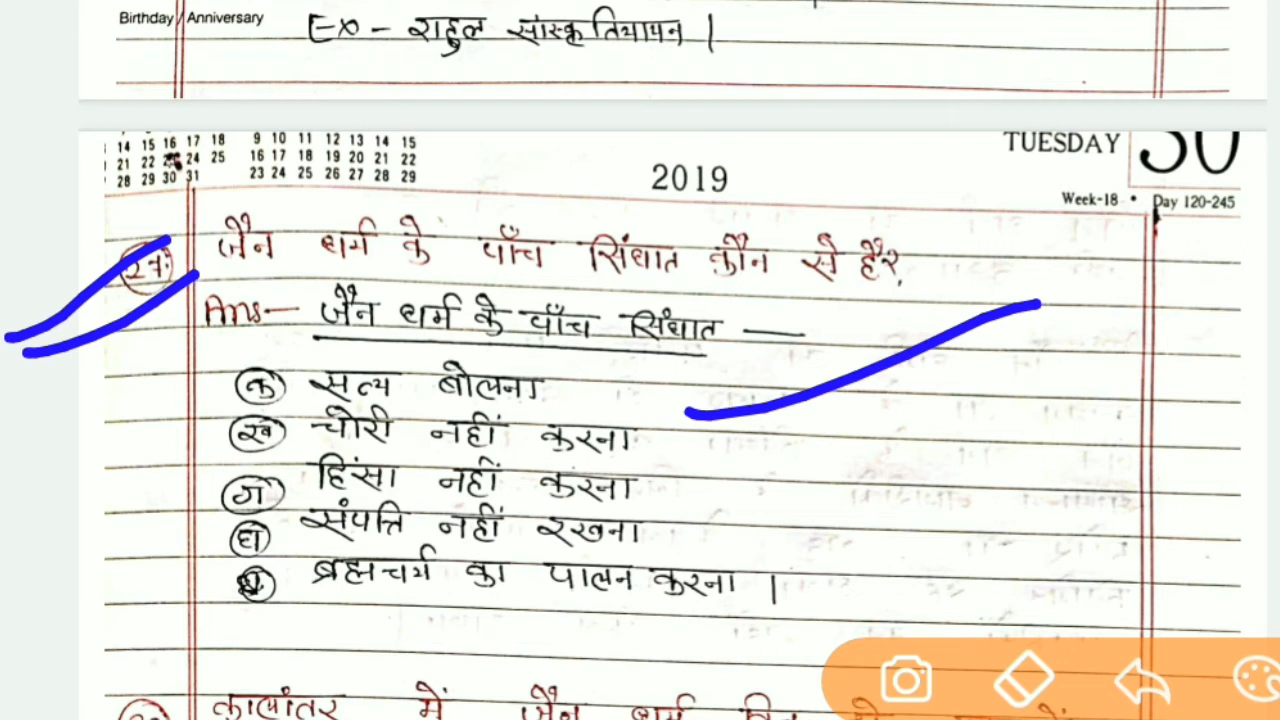 Birthday / Anniversary
Ex - राहुल सांस्कृतियायन |
14 15 16 17 18 9 10 11 12 13 14 15
21 22 23 24 25 16 17 18 19 20 21 22
28 29 30 31 23 24 25 26 27 28 29
TUESDAY 30
2019
Week-18 • Day 120-245
जैन धर्म के पाँच सिंधात कौन से है?
Ans- जैन धर्म के पाँच सिंधात —
(क) सत्य बोलना
(ख) चोरी नहीं करना
(ग) हिंसा नहीं करना
(घ) संपत्ति नहीं रखना
ब्रह्मचर्य का पालन करना |
कालांतर में जैन धर्म